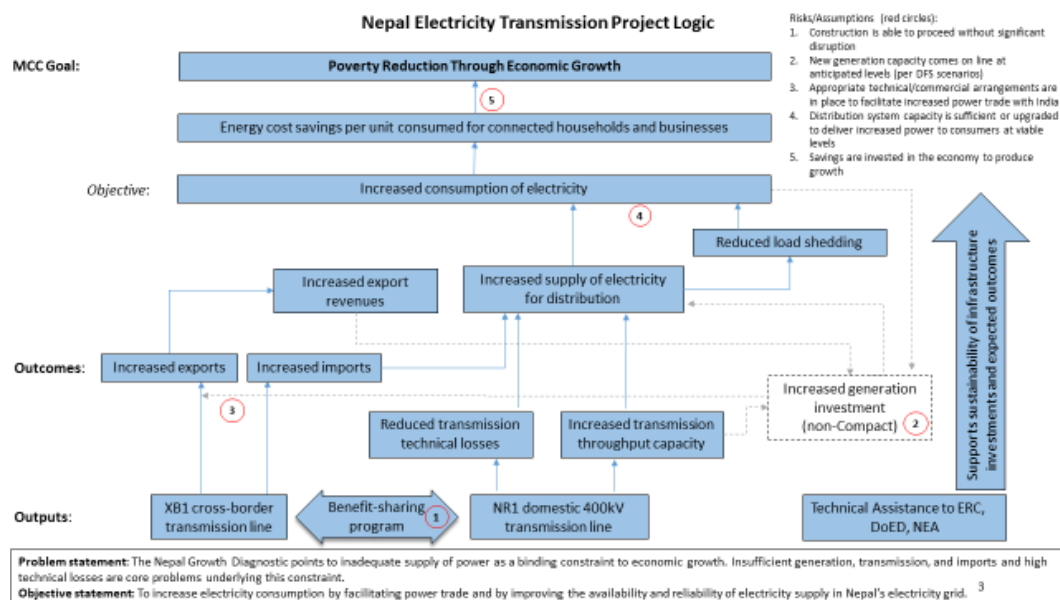 Nepal Electricity Transmission Project Logic
Risks/Assumptions (red circles):
1. Construction is able to proceed without significant
disruption
2. New generation capacity comes on line at
anticipated levels (per DFS scenarios)
3. Appropriate technical/commercial arrangements are
in place to facilitate increased power trade with India
4. Distribution system capacity is sufficient or upgraded
to deliver increased power to consumers at viable
levels
5. Savings are invested in the economy to produce
growth
MCC Goal:
Poverty Reduction Through Economic Growth
5
Energy cost savings per unit consumed for connected households and businesses
Objective:
Increased consumption of electricity
4
Reduced load shedding
Increased export
revenues
Increased supply of electricity
for distribution
Outcomes:
Increased exports
Increased imports
3
Increased generation
investment
(non-Compact)
2
Reduced transmission
technical losses
Increased transmission
throughput capacity
Supports sustainability of infrastructure
investments and expected outcomes
Outputs:
XB1 cross-border
transmission line
Benefit-sharing
program
1
NR1 domestic 400kV
transmission line
Technical Assistance to ERC,
DoED, NEA
Problem statement: The Nepal Growth Diagnostic points to inadequate supply of power as a binding constraint to economic growth. Insufficient generation, transmission, and imports and high
technical losses are core problems underlying this constraint.
Objective statement: To increase electricity consumption by facilitating power trade and by improving the availability and reliability of electricity supply in Nepal's electricity grid.
3